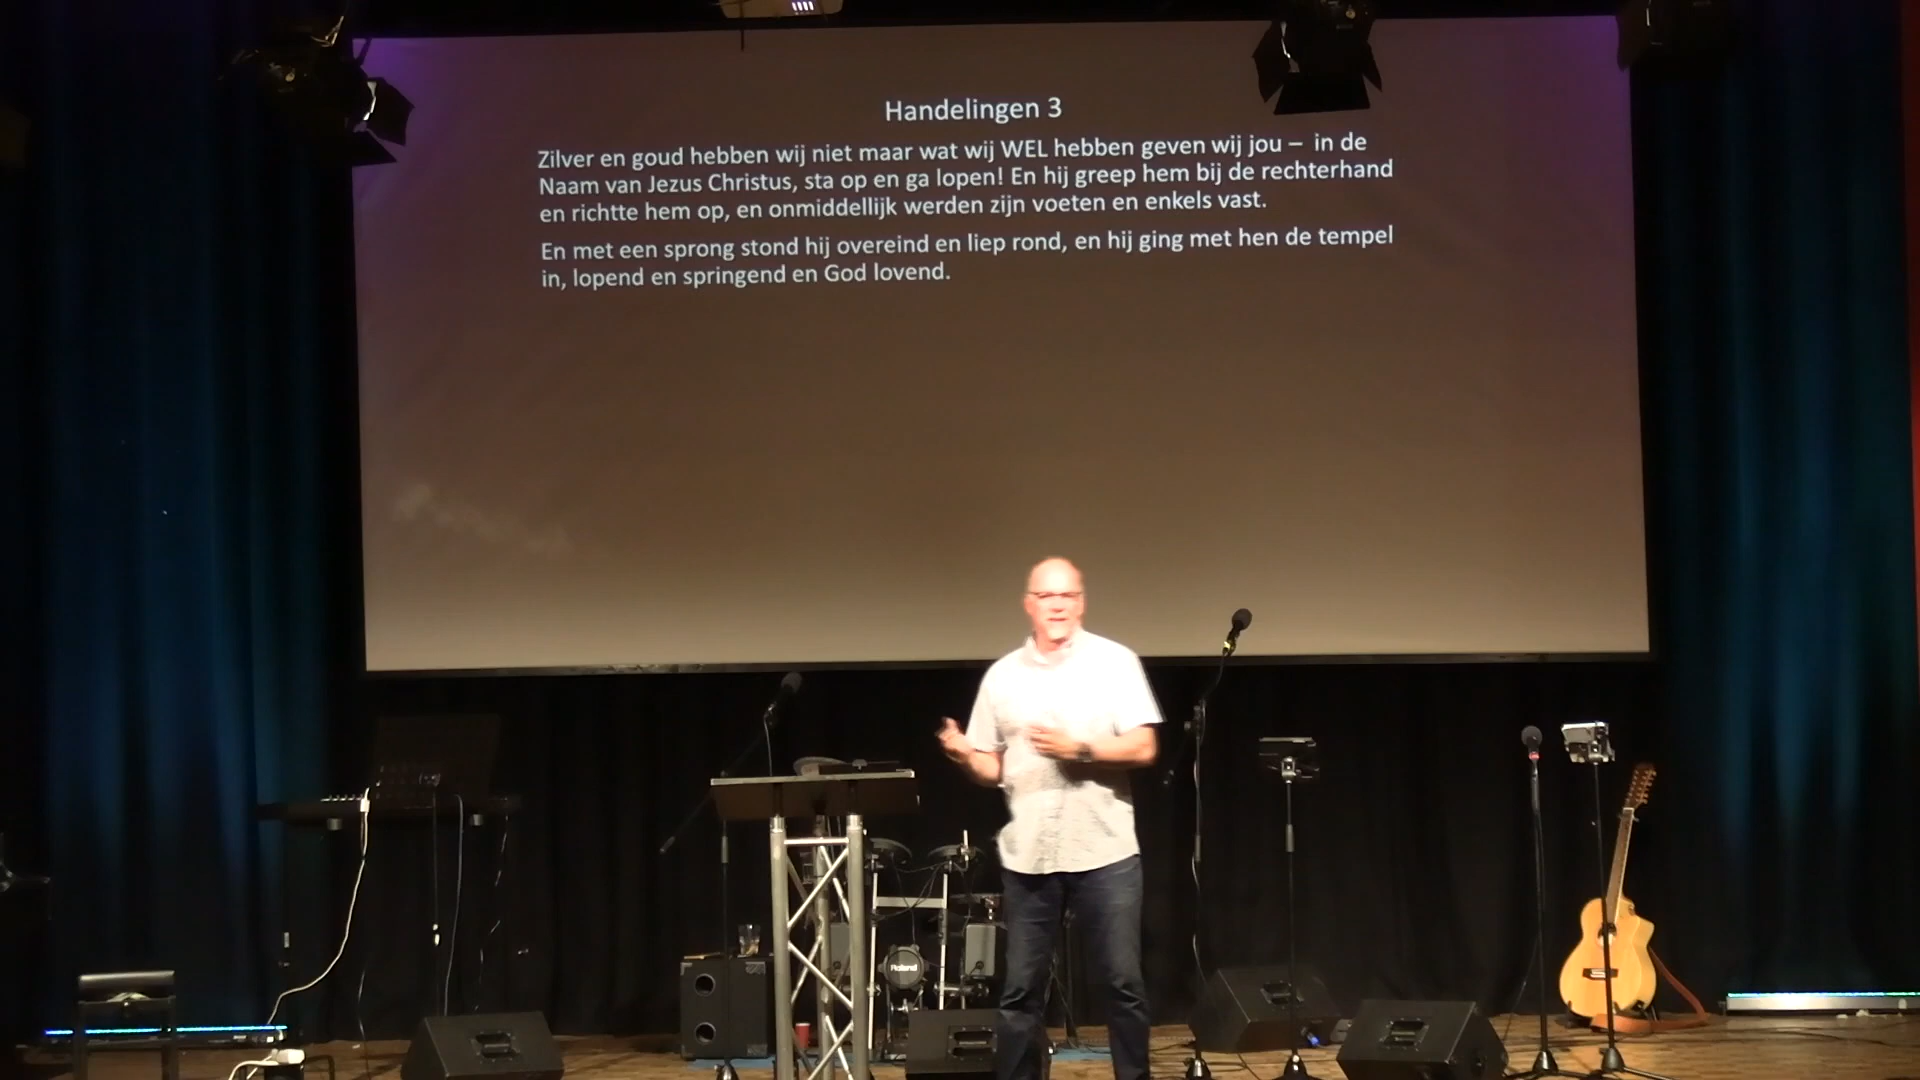 Handelingen 3
Zilver en goud hebben wij niet maar wat wij WEL hebben geven wij jou – in de
Naam van Jezus Christus, sta op en ga lopen! En hij greep hem bij de rechterhand
en richtte hem op, en onmiddellijk werden zijn voeten en enkels vast.
En met een sprong stond hij overeind en liep rond, en hij ging met hen de tempel
in, lopend en springend en God lovend.
Roland